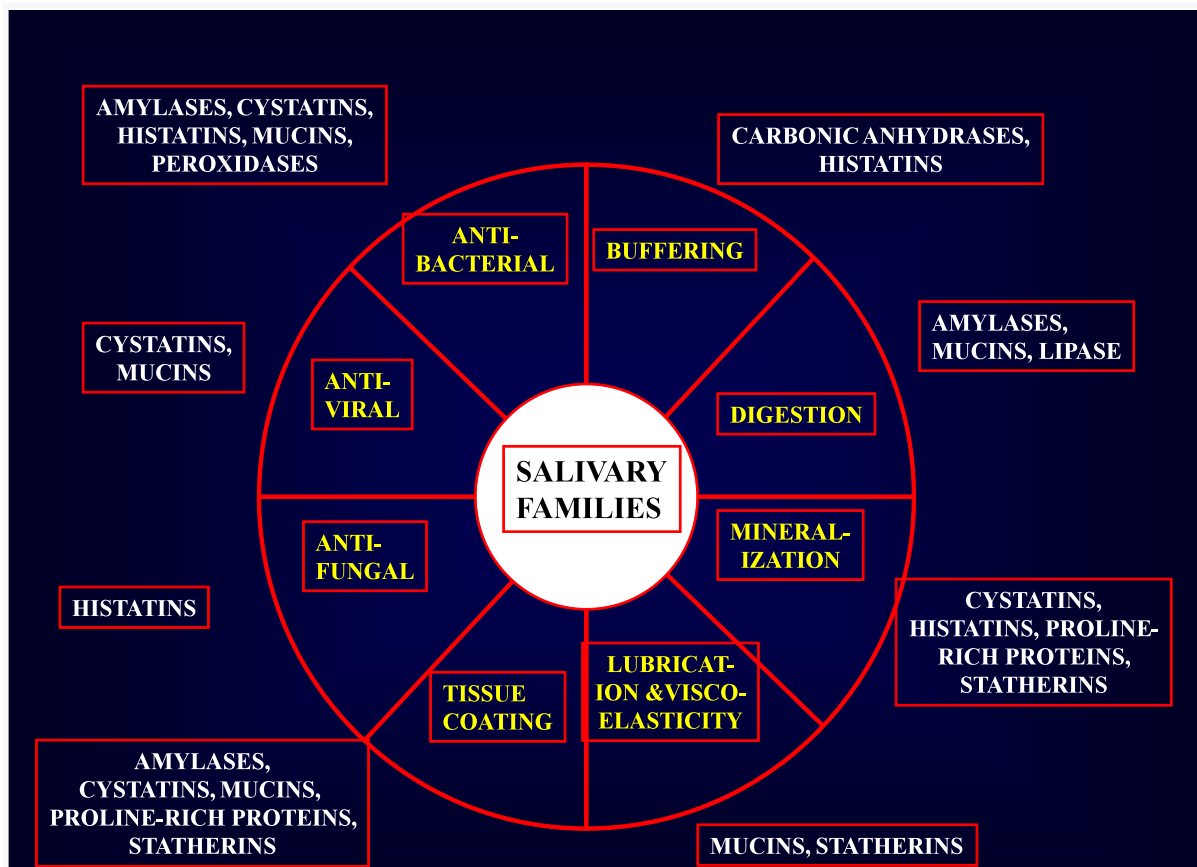 AMYLASES, CYSTATINS,
HISTATINS, MUCINS,
PEROXIDASES
CARBONIC ANHYDRASES,
HISTATINS
ANTI-
BACTERIAL
BUFFERING
CYSTATINS,
MUCINS
AMYLASES,
MUCINS, LIPASE
ANTI-
VIRAL
DIGESTION
SALIVARY
FAMILIES
ANTI-
FUNGAL
MINERAL-
IZATION
HISTATINS
CYSTATINS,
HISTATINS, PROLINE-
RICH PROTEINS,
STATHERINS
TISSUE
COATING
LUBRICAT-
ION &VISCO-
ELASTICITY
AMYLASES,
CYSTATINS, MUCINS,
PROLINE-RICH PROTEINS,
STATHERINS
MUCINS, STATHERINS